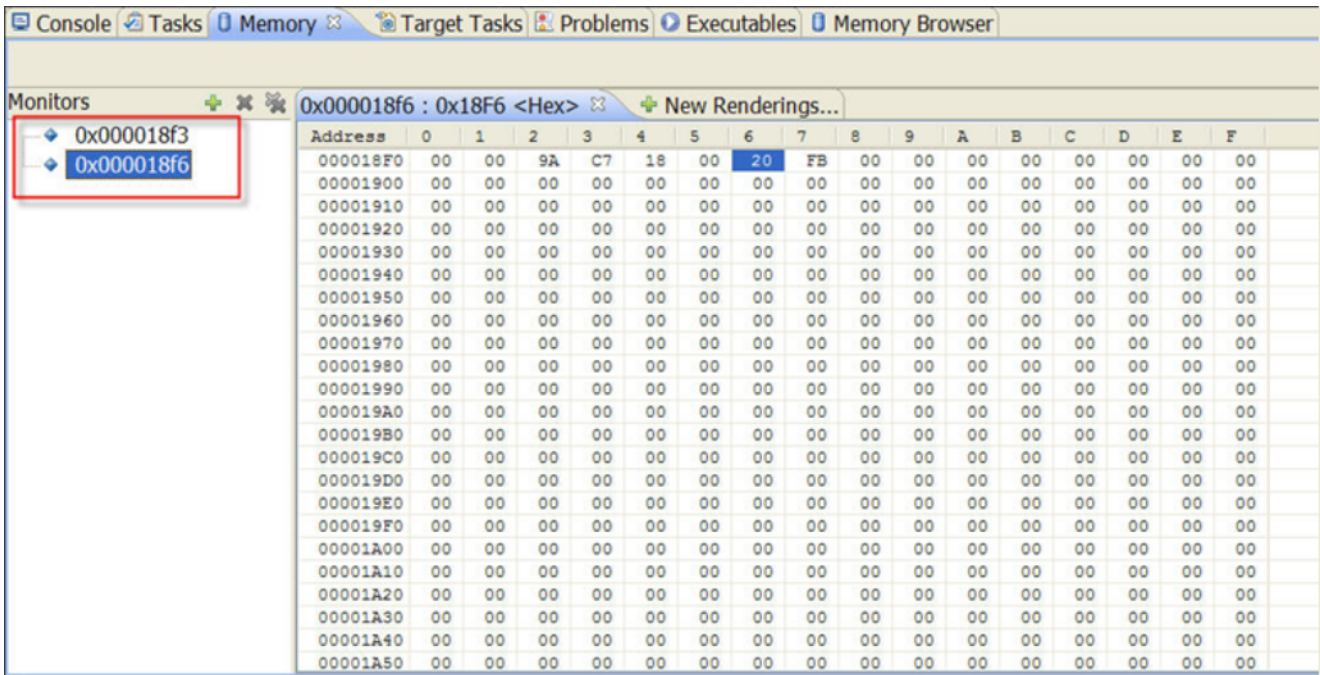 Console Tasks Memory Target Tasks Problems Executables Memory Browser
Monitors 0x000018f6 : 0x18F6 <Hex> New Renderings...
0x000018f3
0x000018f6
Address 0 1 2 3 4 5 6 7 8 9 A B C D E F
000018F0 00 00 9A C7 18 00 20 FB 00 00 00 00 00 00 00 00
00001900 00 00 00 00 00 00 00 00 00 00 00 00 00 00 00 00
00001910 00 00 00 00 00 00 00 00 00 00 00 00 00 00 00 00
00001920 00 00 00 00 00 00 00 00 00 00 00 00 00 00 00 00
00001930 00 00 00 00 00 00 00 00 00 00 00 00 00 00 00 00
00001940 00 00 00 00 00 00 00 00 00 00 00 00 00 00 00 00
00001950 00 00 00 00 00 00 00 00 00 00 00 00 00 00 00 00
00001960 00 00 00 00 00 00 00 00 00 00 00 00 00 00 00 00
00001970 00 00 00 00 00 00 00 00 00 00 00 00 00 00 00 00
00001980 00 00 00 00 00 00 00 00 00 00 00 00 00 00 00 00
00001990 00 00 00 00 00 00 00 00 00 00 00 00 00 00 00 00
000019A0 00 00 00 00 00 00 00 00 00 00 00 00 00 00 00 00
000019B0 00 00 00 00 00 00 00 00 00 00 00 00 00 00 00 00
000019C0 00 00 00 00 00 00 00 00 00 00 00 00 00 00 00 00
000019D0 00 00 00 00 00 00 00 00 00 00 00 00 00 00 00 00
000019E0 00 00 00 00 00 00 00 00 00 00 00 00 00 00 00 00
000019F0 00 00 00 00 00 00 00 00 00 00 00 00 00 00 00 00
00001A00 00 00 00 00 00 00 00 00 00 00 00 00 00 00 00 00
00001A10 00 00 00 00 00 00 00 00 00 00 00 00 00 00 00 00
00001A20 00 00 00 00 00 00 00 00 00 00 00 00 00 00 00 00
00001A30 00 00 00 00 00 00 00 00 00 00 00 00 00 00 00 00
00001A40 00 00 00 00 00 00 00 00 00 00 00 00 00 00 00 00
00001A50 00 00 00 00 00 00 00 00 00 00 00 00 00 00 00 00